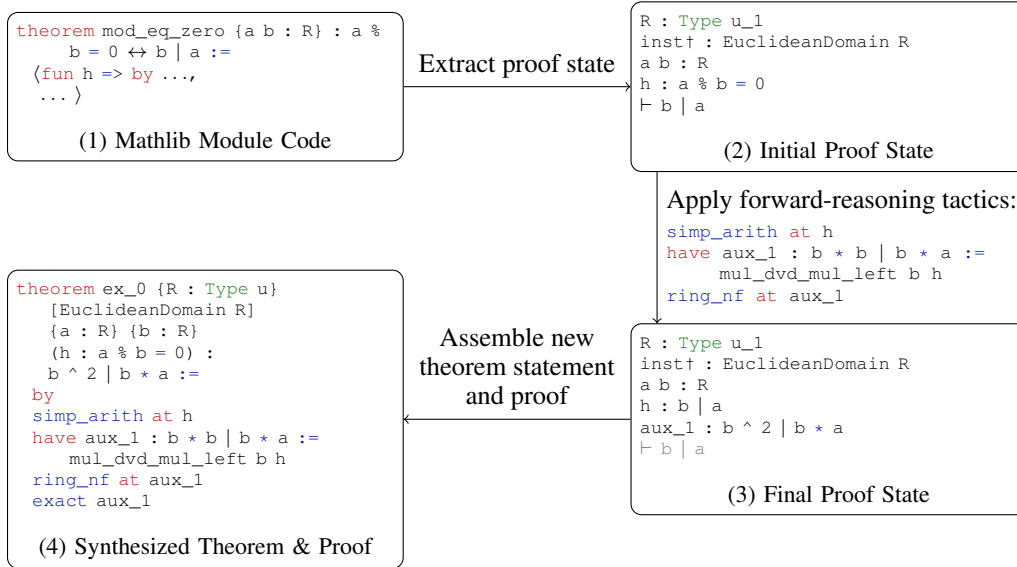 theorem mod_eq_zero {a b : R} : a %
b = 0 ↔ b ∣ a :=
⟨fun h => by ...,
... ⟩
(1) Mathlib Module Code
Extract proof state
R : Type u_1
inst† : EuclideanDomain R
a b : R
h : a % b = 0
⊢ b ∣ a
(2) Initial Proof State
Apply forward-reasoning tactics:
simp_arith at h
have aux_1 : b * b ∣ b * a :=
mul_dvd_mul_left b h
ring_nf at aux_1
R : Type u_1
inst† : EuclideanDomain R
a b : R
h : b ∣ a
aux_1 : b ^ 2 ∣ b * a
⊢ b ∣ a
(3) Final Proof State
Assemble new
theorem statement
and proof
theorem ex_0 {R : Type u}
[EuclideanDomain R]
{a : R} {b : R}
(h : a % b = 0) :
b ^ 2 ∣ b * a :=
by
simp_arith at h
have aux_1 : b * b ∣ b * a :=
mul_dvd_mul_left b h
ring_nf at aux_1
exact aux_1
(4) Synthesized Theorem & Proof